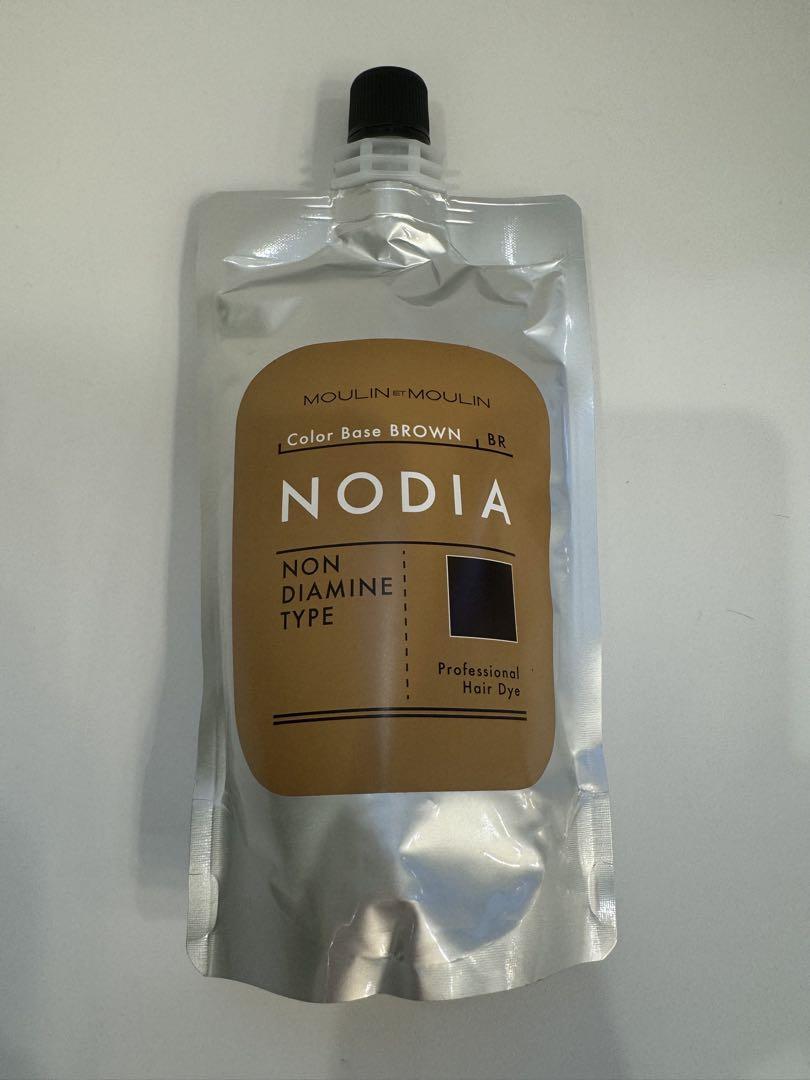 MOULIN ET MOULIN
Color Base BROWN BR
NODIA
NON
DIAMINE
TYPE
Professional
Hair Dye